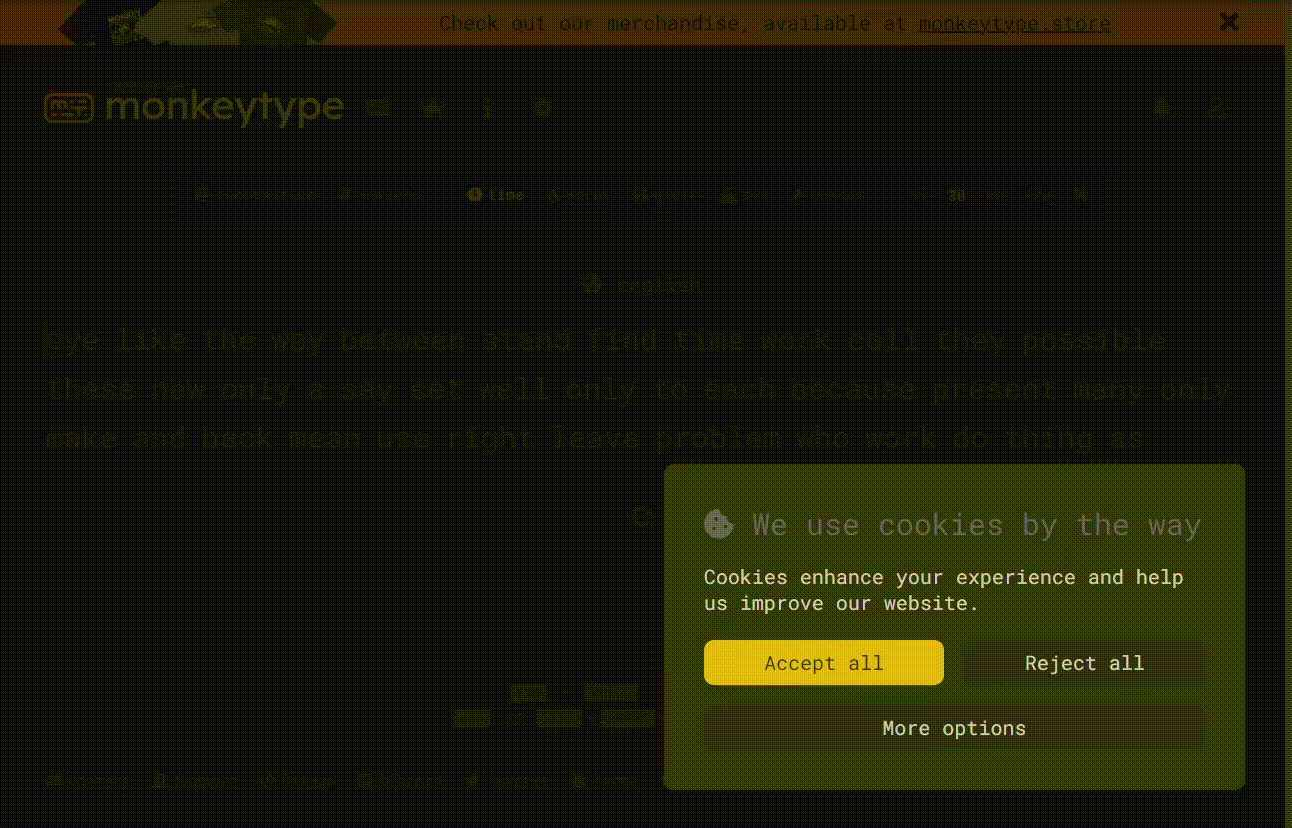 Check out our merchandise, available at monkeytype.store
monkeytype
time 30
english
eye like the way between stand find time work call they possible
these new only a say set well only to each because present many only
make and back mean use right leave problem who work do thing as
We use cookies by the way
Cookies enhance your experience and help
us improve our website.
Accept all
Reject all
More options